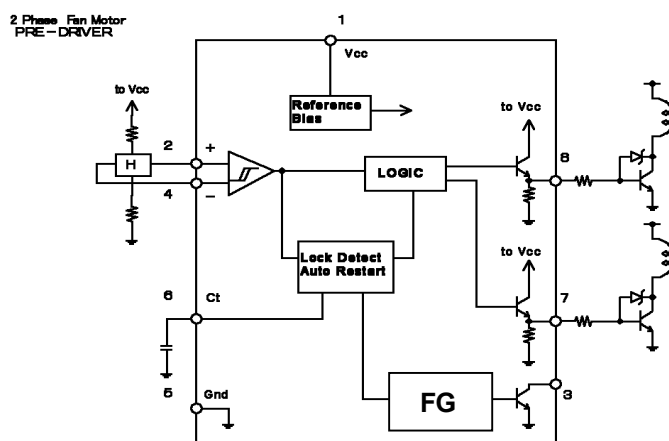 2 Phase Fan Motor
PRE-DRIVER
1
Vcc
to Vcc
Reference
Bias
to Vcc
2
+
H
4
-
LOGIC
8
to Vcc
Lock Detect
Auto Restart
6
Ct
7
5
Gnd
FG
3